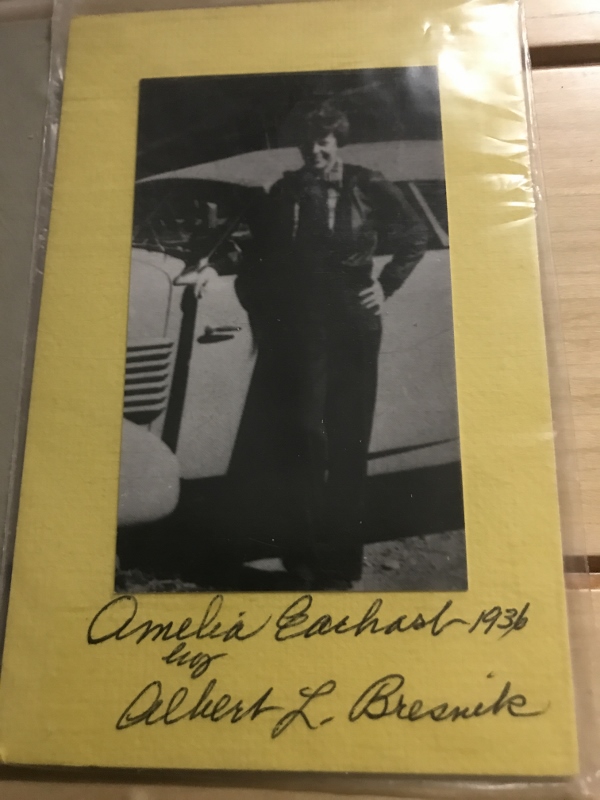 Amelia Earhart 1936
by
Albert L. Bresnik